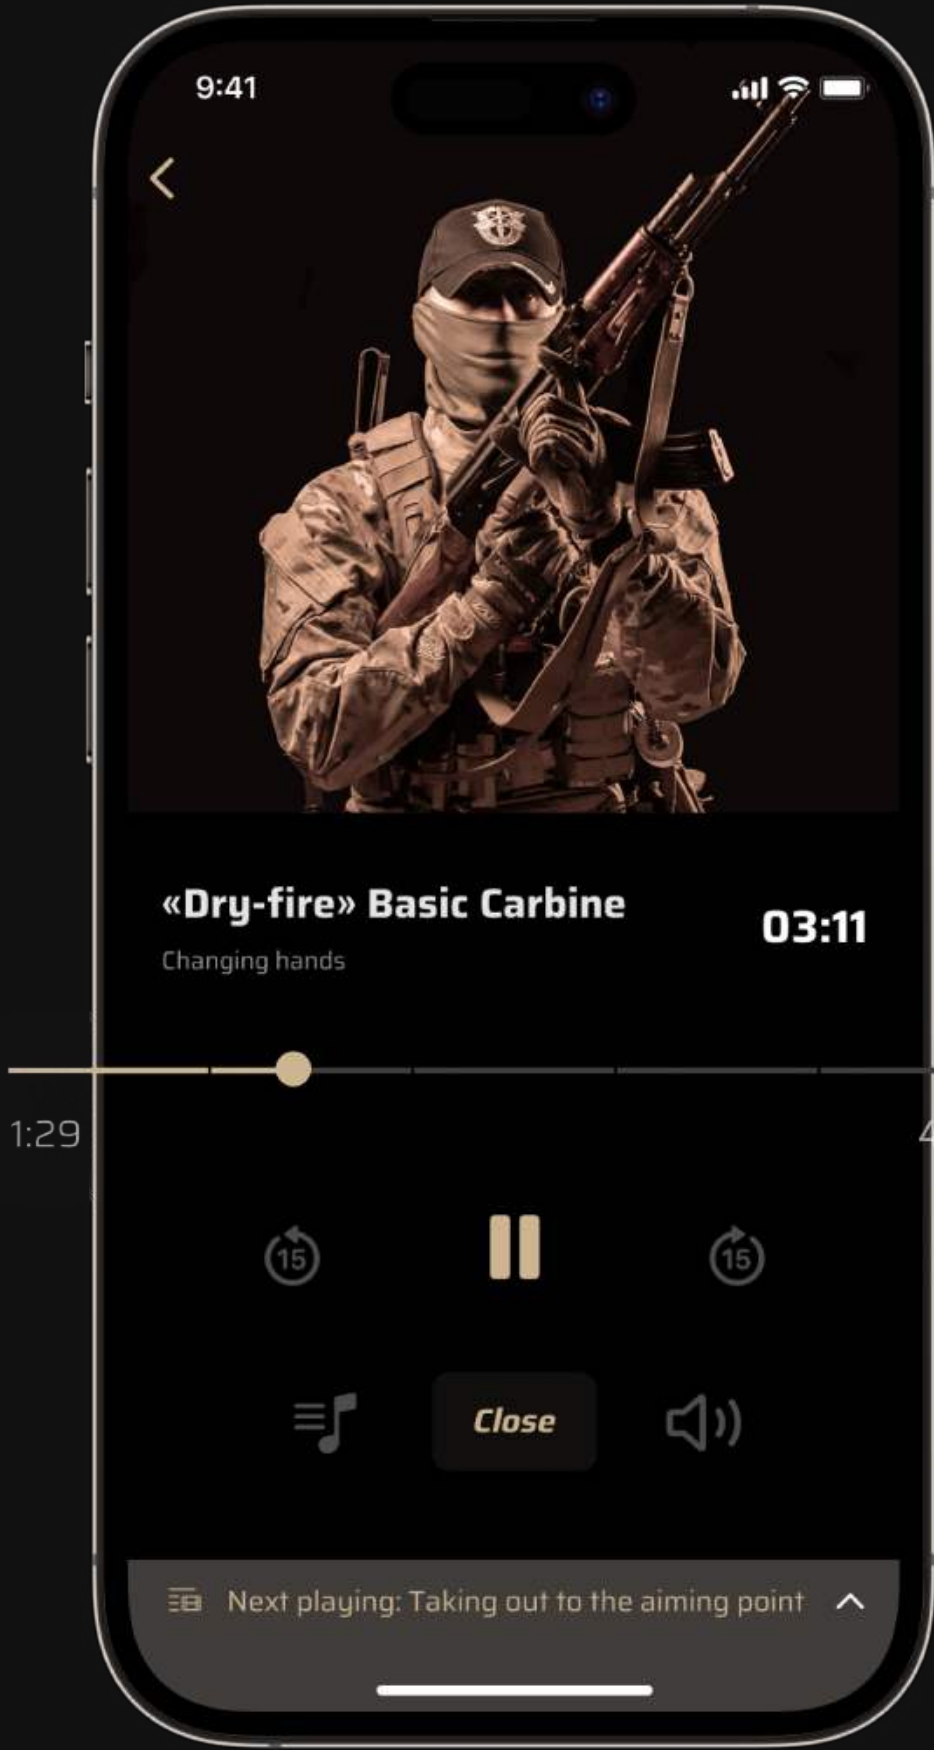 9:41
«Dry-fire» Basic Carbine
03:11
Changing hands
1:29
15
15
Close
Next playing: Taking out to the aiming point